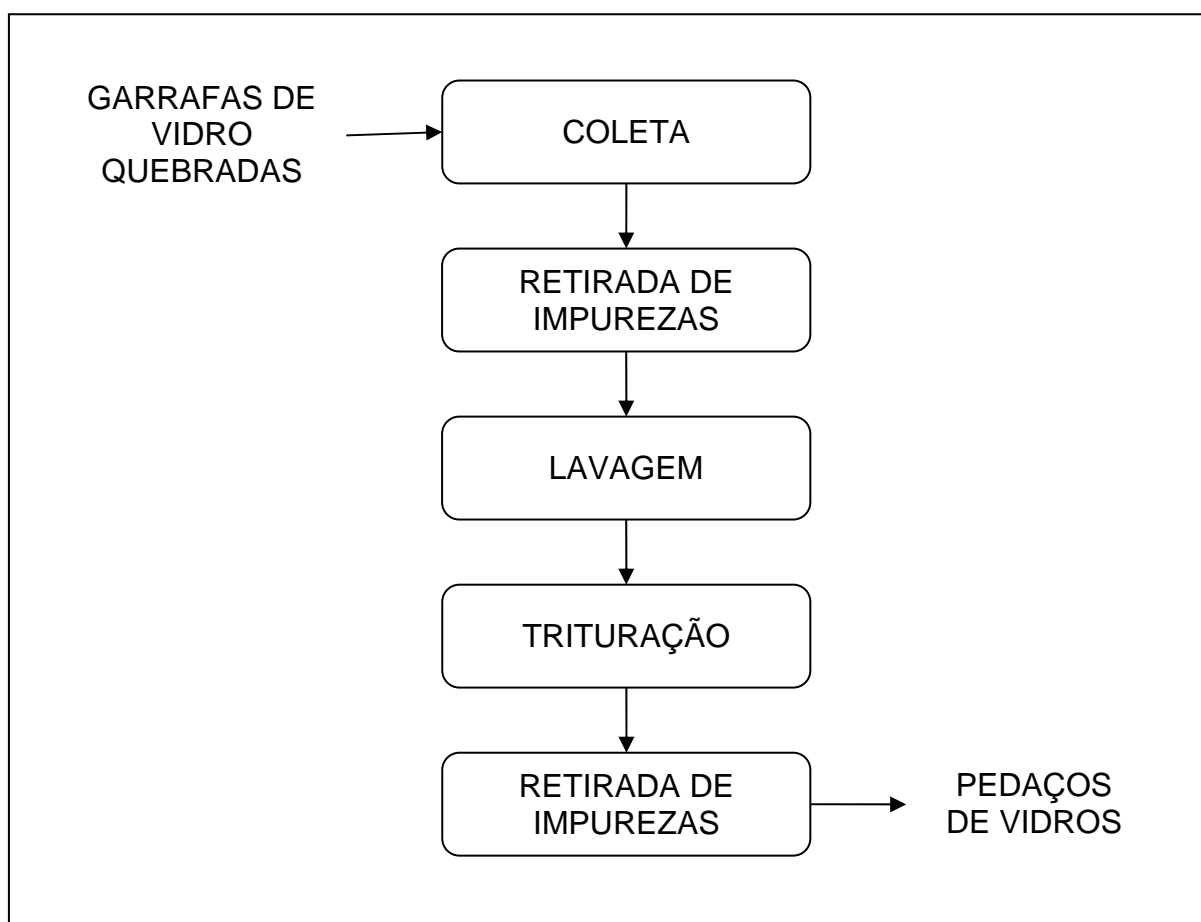 GARRAFAS DE
VIDRO
QUEBRADAS
COLETA
RETIRADA DE
IMPUREZAS
LAVAGEM
TRITURAÇÃO
RETIRADA DE
IMPUREZAS
PEDAÇOS
DE VIDROS